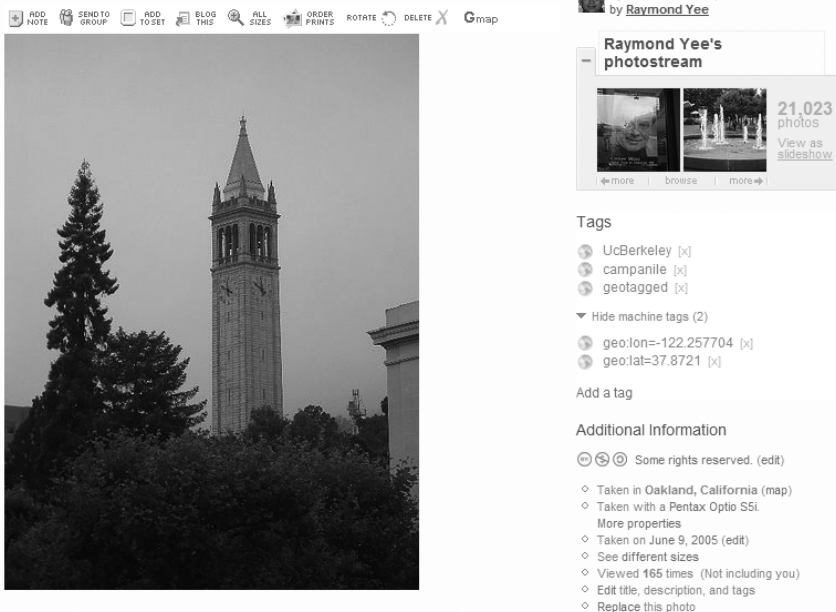 ADD NOTE
SEND TO GROUP
ADD TO SET
BLOG THIS
ALL SIZES
ORDER PRINTS
ROTATE
DELETE
Gmap
by Raymond Yee
Raymond Yee's
photostream
21,023
photos
View as
slideshow
more
browse
more
Tags
UcBerkeley [x]
campanile [x]
geotagged [x]
Hide machine tags (2)
geo:lon=-122.257704 [x]
geo:lat=37.8721 [x]
Add a tag
Additional Information
Some rights reserved. (edit)
Taken in Oakland, California (map)
Taken with a Pentax Optio S5i.
More properties
Taken on June 9, 2005 (edit)
See different sizes
Viewed 165 times (Not including you)
Edit title, description, and tags
Replace this photo